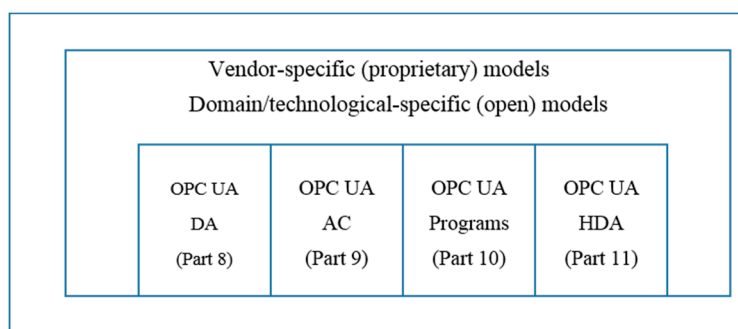 Vendor-specific (proprietary) models
Domain/technological-specific (open) models
OPC UA
DA
(Part 8)
OPC UA
AC
(Part 9)
OPC UA
Programs
(Part 10)
OPC UA
HDA
(Part 11)